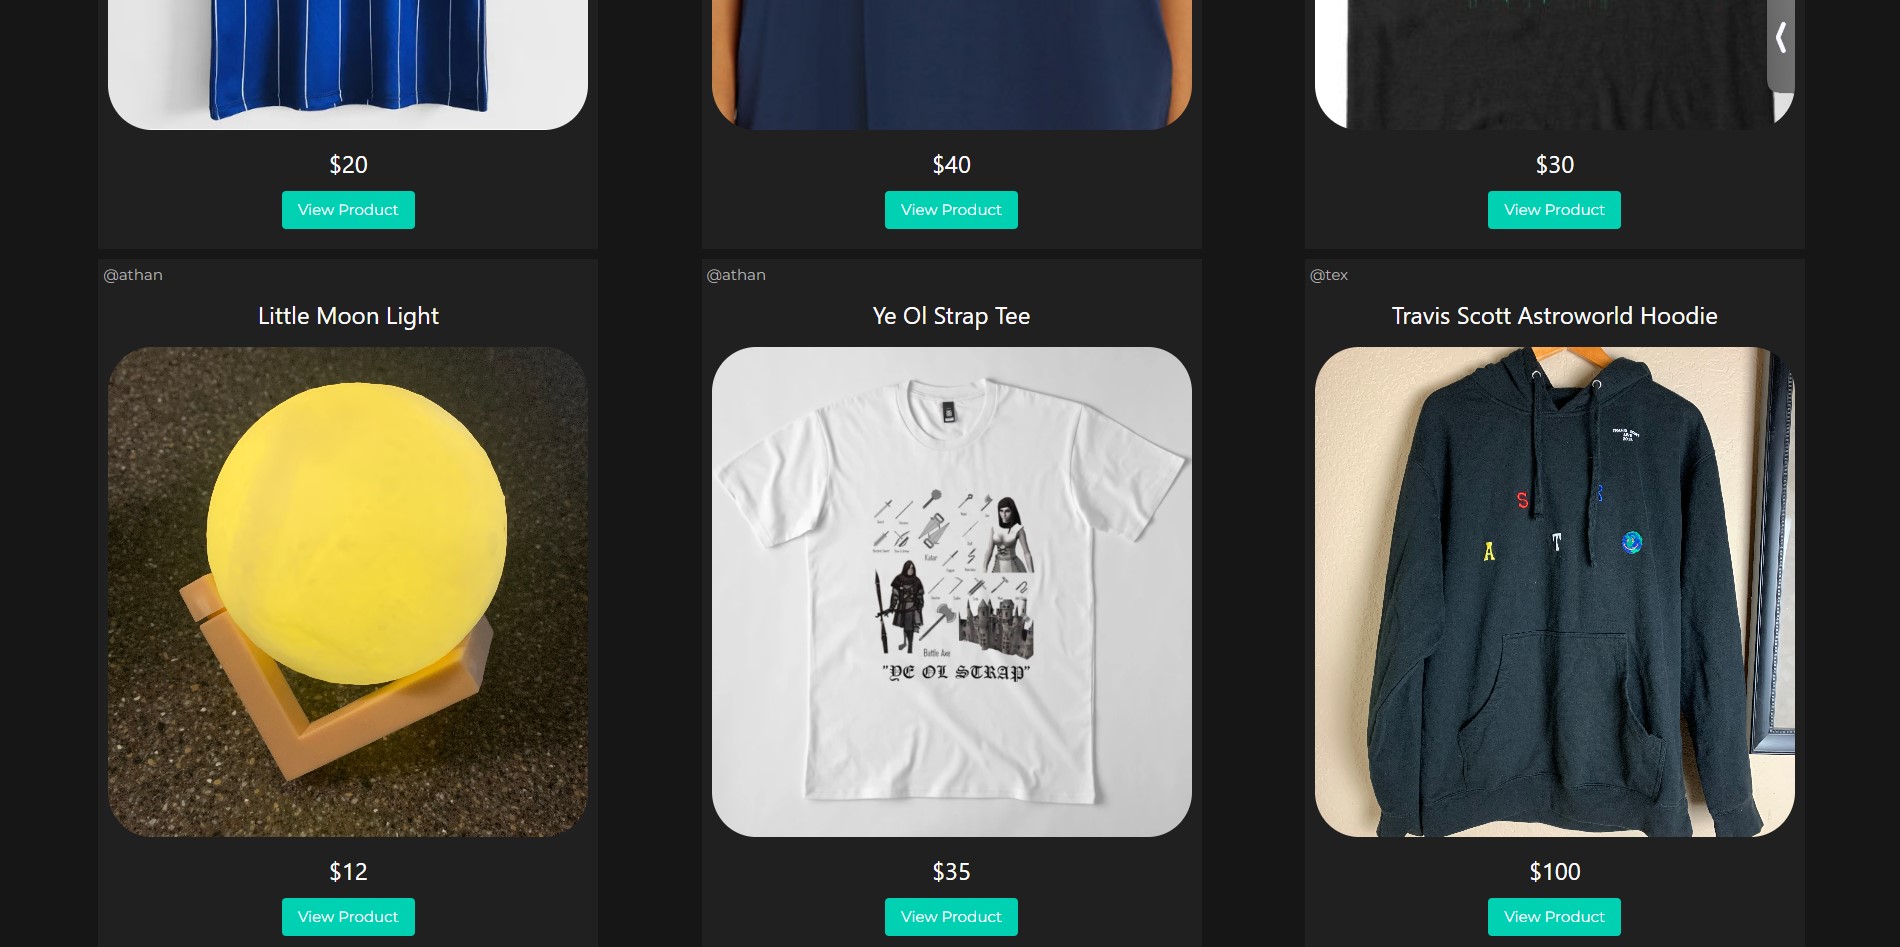 $20
$40
$30
View Product
View Product
View Product
@athan
@athan
@tex
Little Moon Light
Ye Ol Strap Tee
Travis Scott Astroworld Hoodie
Katar
Battle Axe
"YE OL STRAP"
S
R
A
T
$12
$35
$100
View Product
View Product
View Product